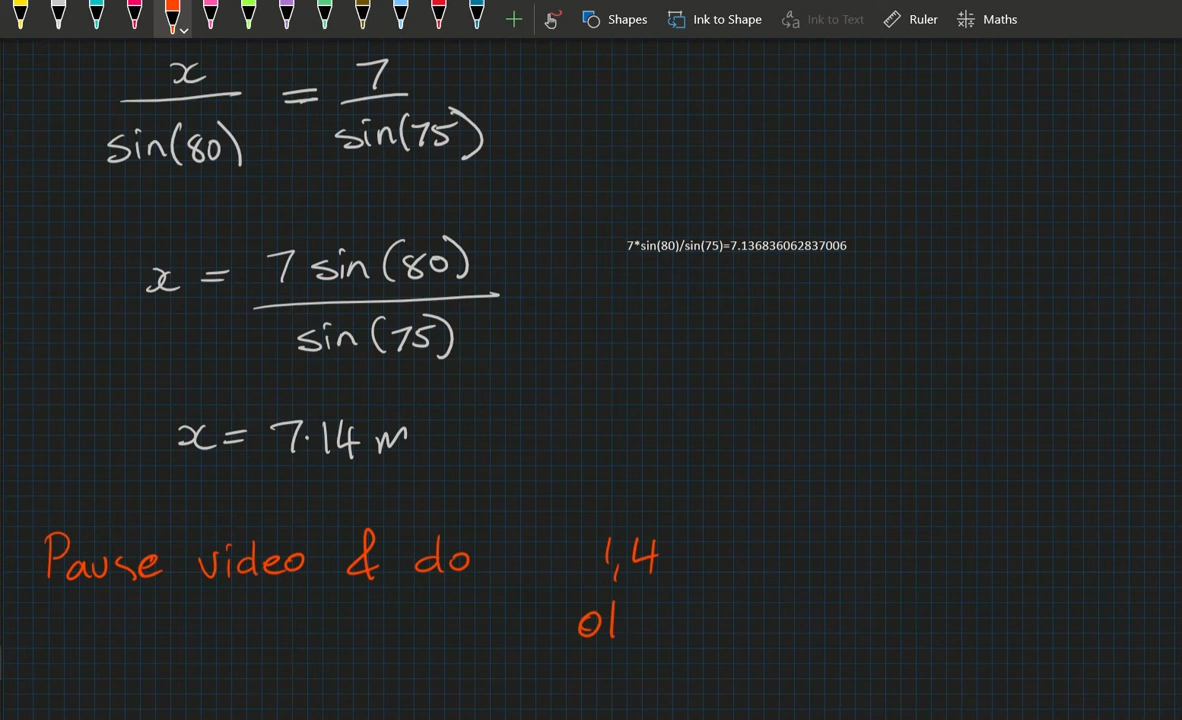 Shapes Ink to Shape Ink to Text Ruler Maths
x/sin(80) = 7/sin(75)
7*sin(80)/sin(75)=7.136836062837006
x = 7 sin(80)/sin(75)
x = 7.14 m
Pause video & do 1,4